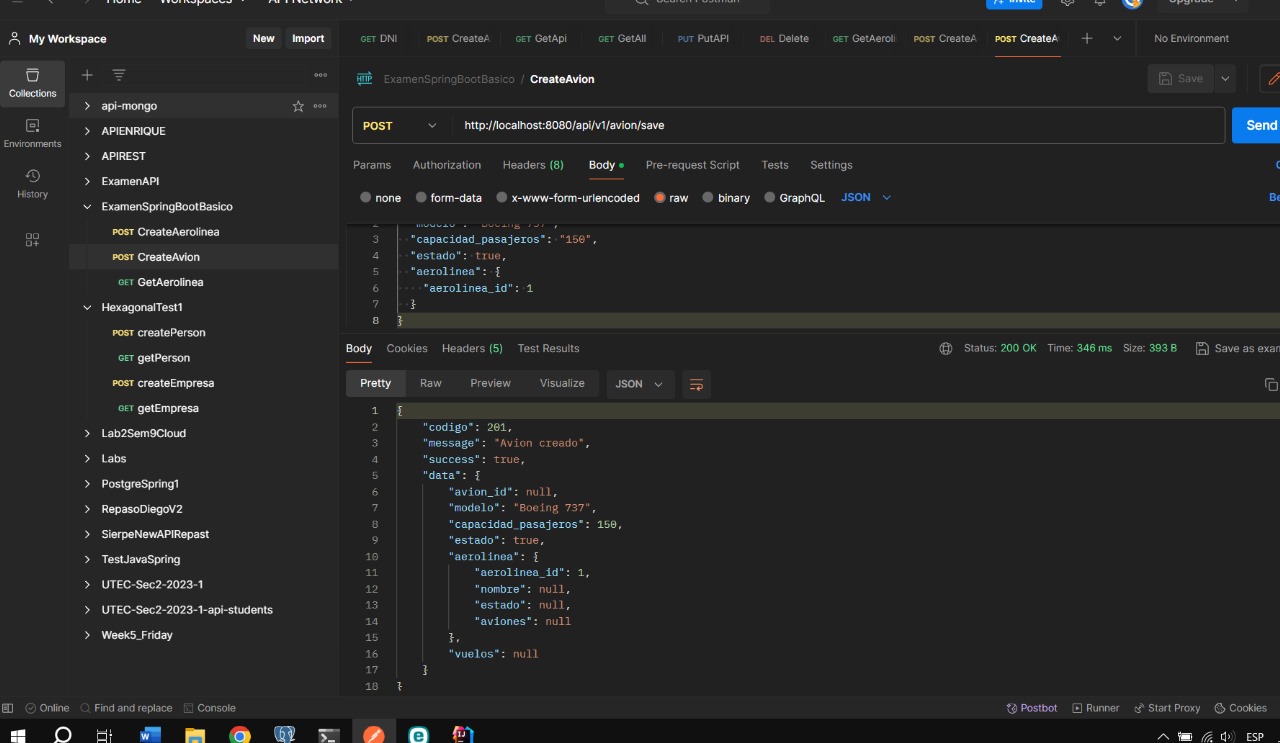 Home Workspaces API Network Search Postman Invite Upgrade
My Workspace New Import GET DNI POST CreateA GET GetApi GET GetAll PUT PutAPI DEL Delete GET GetAeroli POST CreateA POST CreateA No Environment
Collections
Environments
History
api-mongo
APIENRIQUE
APIREST
ExamenAPI
ExamenSpringBootBasico
POST CreateAerolinea
POST CreateAvion
GET GetAerolinea
HexagonalTest1
POST createPerson
GET getPerson
POST createEmpresa
GET getEmpresa
Lab2Sem9Cloud
Labs
PostgreSpring1
RepasoDiegoV2
SierpeNewAPIRepast
TestJavaSpring
UTEC-Sec2-2023-1
UTEC-Sec2-2023-1-api-students
Week5_Friday
HTTP ExamenSpringBootBasico / CreateAvion Save
POST http://localhost:8080/api/v1/avion/save Send
Params Authorization Headers (8) Body Pre-request Script Tests Settings
none form-data x-www-form-urlencoded raw binary GraphQL JSON Be
2 "modelo": "Boeing 737",
3 "capacidad_pasajeros": "150",
4 "estado": true,
5 "aerolinea": {
6 "aerolinea_id": 1
7 }
8 }
Body Cookies Headers (5) Test Results Status: 200 OK Time: 346 ms Size: 393 B Save as exam
Pretty Raw Preview Visualize JSON
1 {
2 "codigo": 201,
3 "message": "Avion creado",
4 "success": true,
5 "data": {
6 "avion_id": null,
7 "modelo": "Boeing 737",
8 "capacidad_pasajeros": 150,
9 "estado": true,
10 "aerolinea": {
11 "aerolinea_id": 1,
12 "nombre": null,
13 "estado": null,
14 "aviones": null
15 },
16 "vuelos": null
17 }
18 }
Online Find and replace Console Postbot Runner Start Proxy Cookies
ESP